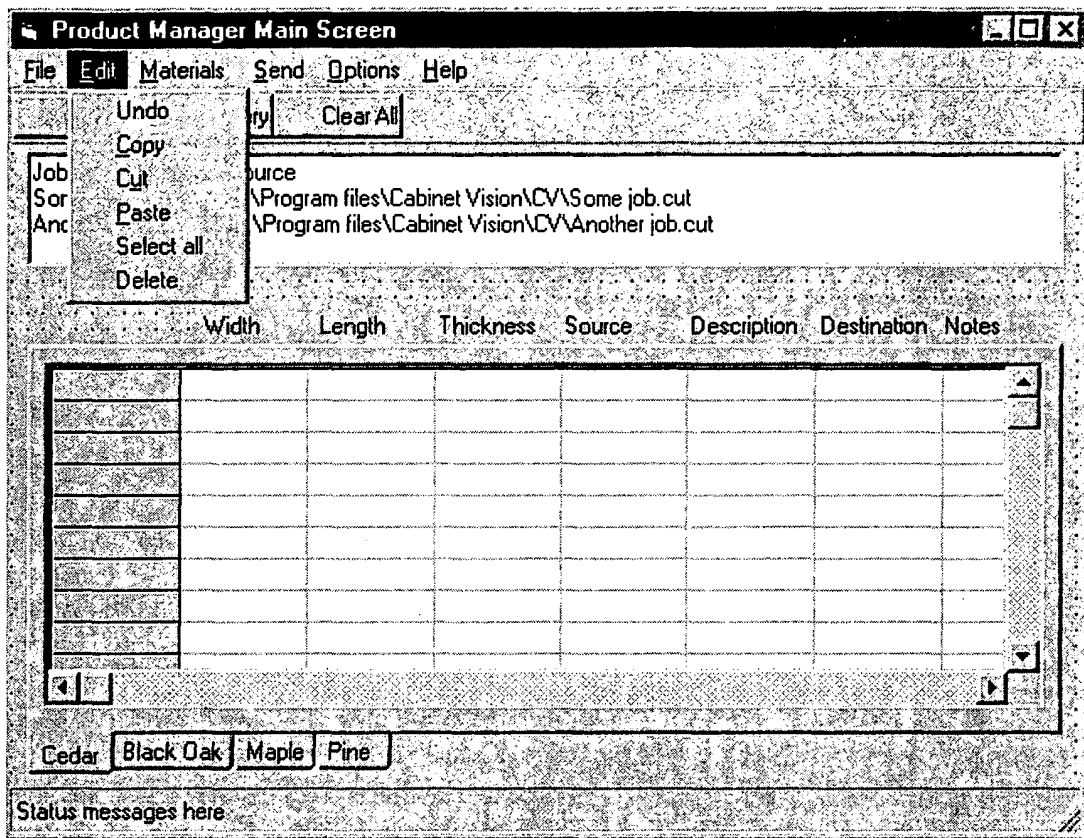 Product Manager Main Screen
File Edit Materials Send Options Help
Undo
Copy
Cut
Paste
Select all
Delete
ry Clear All
Job urce
Sor \Program files\Cabinet Vision\CV\Some job.cut
Anc \Program files\Cabinet Vision\CV\Another job.cut
Width Length Thickness Source Description Destination Notes
Cedar Black Oak Maple Pine
Status messages here